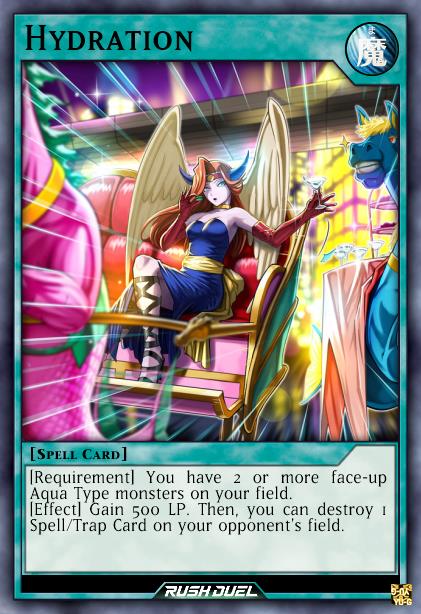 HYDRATION
ま
魔
[SPELL CARD]
[Requirement] You have 2 or more face-up
Aqua Type monsters on your field.
[Effect] Gain 500 LP. Then, you can destroy 1
Spell/Trap Card on your opponent's field.
RUSH DUEL